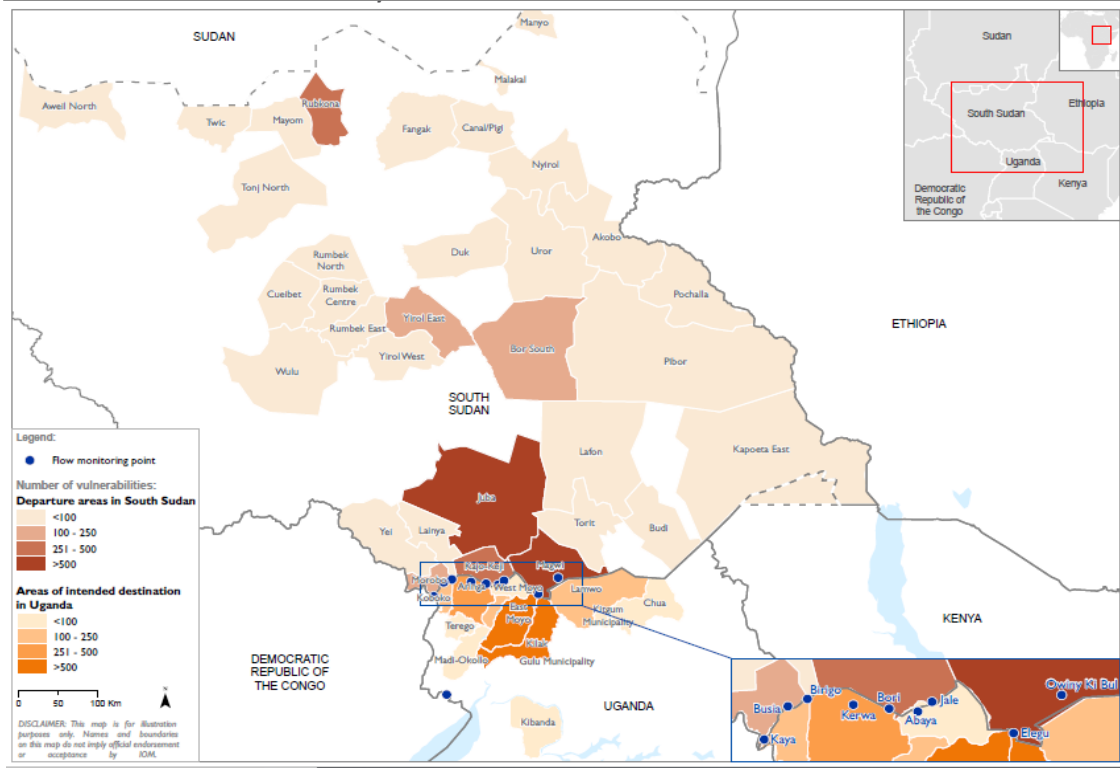 SUDAN
Manyo
Malakal
Aweil North
Twic
Mayom
Rubkona
Fangak
Canal/Pigi
Nyirol
Tonj North
Akobo
Duk
Uror
Rumbek
North
Cueibet
Rumbek
Centre
Pochalla
Rumbek East
Yirol East
Yirol West
Bor South
Pibor
Wulu
ETHIOPIA
SOUTH
SUDAN
Lafon
Kapoeta East
Juba
Yei
Lainya
Torit
Budi
Magwi
Kajo-Keji
Morobo
Koboko
Aringa
West Moyo
Lamwo
East
Moyo
Kitgum
Municipality
Chua
Terego
Kilak
Madi-Okollo
Gulu Municipality
DEMOCRATIC
REPUBLIC OF
THE CONGO
UGANDA
KENYA
Kibanda
Sudan
South Sudan
Ethiopia
Uganda
Kenya
Democratic
Republic of
the Congo
Legend:
Flow monitoring point
Number of vulnerabilities:
Departure areas in South Sudan
<100
100 - 250
251 - 500
>500
Areas of intended destination
in Uganda
<100
100 - 250
251 - 500
>500
0 50 100 Km
N
DISCLAIMER: This map is for illustration
purposes only. Names and boundaries
on this map do not imply official endorsement
or acceptance by IOM.
Owiny Ki Bul
Birigo
Busia
Bori
Jale
Kerwa
Abaya
Kaya
Elegu